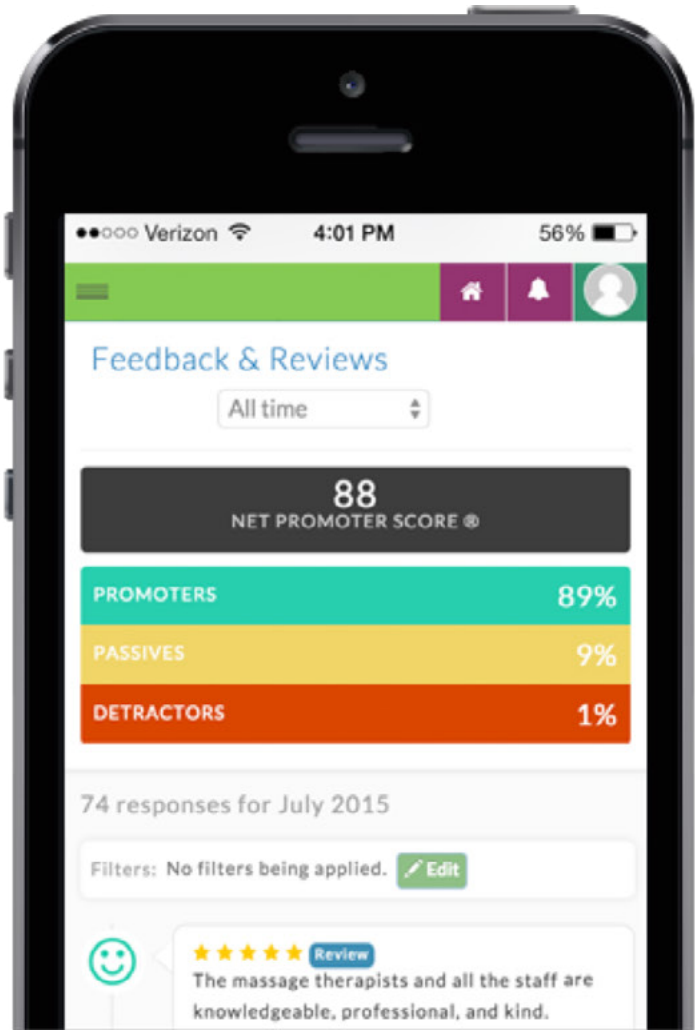 Verizon 4:01 PM 56%
Feedback & Reviews
All time
88
NET PROMOTER SCORE ®
PROMOTERS 89%
PASSIVES 9%
DETRACTORS 1%
74 responses for July 2015
Filters: No filters being applied. Edit
Review
The massage therapists and all the staff are
knowledgeable, professional, and kind.